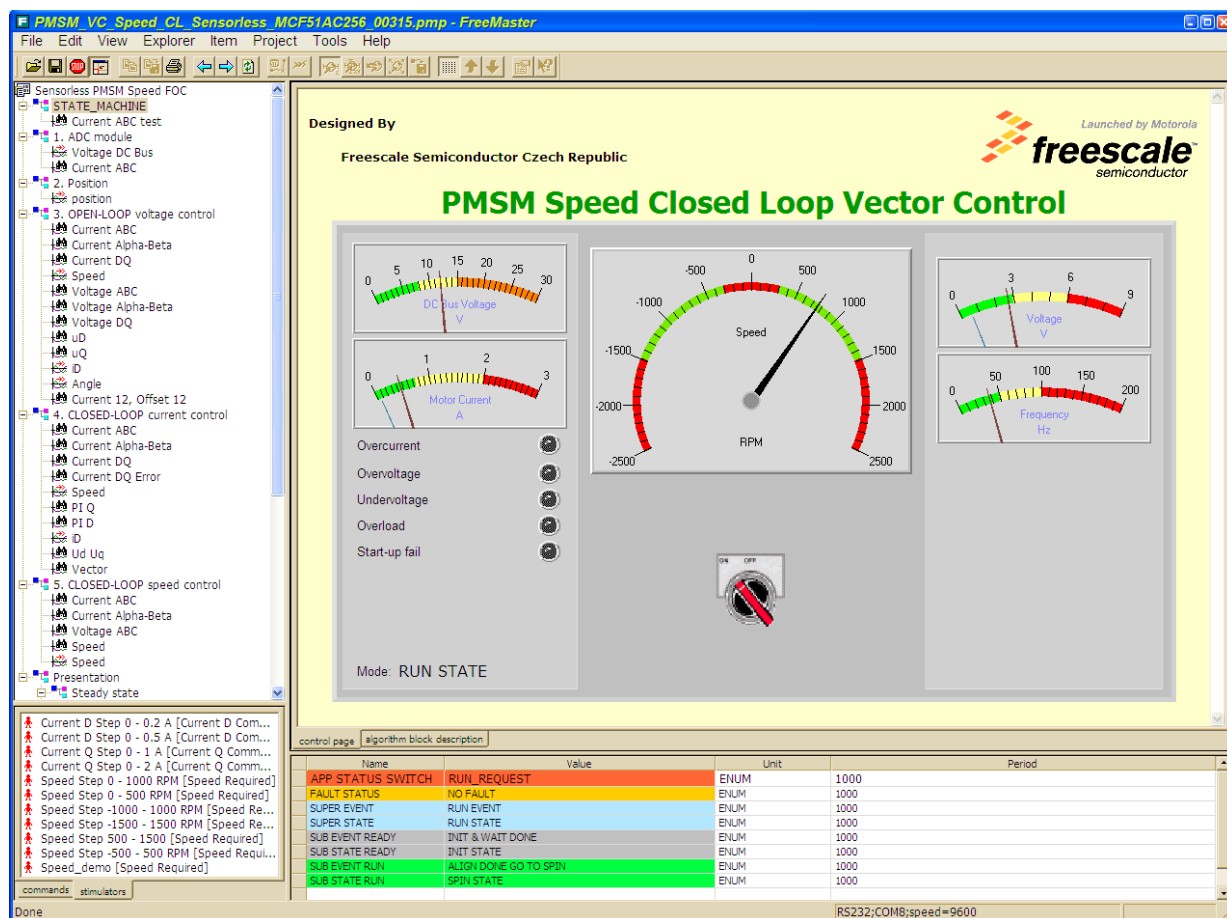 PMSM_VC_Speed_CL_Sensorless_MCF51AC256_00315.pmp - FreeMaster
File Edit View Explorer Item Project Tools Help
Sensorless PMSM Speed FOC
STATE_MACHINE
Current ABC test
1. ADC module
Voltage DC Bus
Current ABC
2. Position
position
3. OPEN-LOOP voltage control
Current ABC
Current Alpha-Beta
Current DQ
Speed
Voltage ABC
Voltage Alpha-Beta
Voltage DQ
uD
uQ
iD
Angle
Current 12, Offset 12
4. CLOSED-LOOP current control
Current ABC
Current Alpha-Beta
Current DQ
Current DQ Error
Speed
PI Q
PI D
iD
Ud Uq
Vector
5. CLOSED-LOOP speed control
Current ABC
Current Alpha-Beta
Voltage ABC
Speed
Speed
Presentation
Steady state
Current D Step 0 - 0.2 A [Current D Com...
Current D Step 0 - 0.5 A [Current D Com...
Current Q Step 0 - 1 A [Current Q Comm...
Current Q Step 0 - 2 A [Current Q Comm...
Speed Step 0 - 1000 RPM [Speed Required]
Speed Step 0 - 500 RPM [Speed Required]
Speed Step -1000 - 1000 RPM [Speed Re...
Speed Step -1500 - 1500 RPM [Speed Re...
Speed Step 500 - 1500 [Speed Required]
Speed Step -500 - 500 RPM [Speed Requi...
Speed_demo [Speed Required]
commands stimulators
Designed By
Freescale Semiconductor Czech Republic
Launched by Motorola
freescale™
semiconductor
PMSM Speed Closed Loop Vector Control
0 5 10 15 20 25 30
DC Bus Voltage
V
0 1 2 3
Motor Current
A
Overcurrent
Overvoltage
Undervoltage
Overload
Start-up fail
Mode: RUN STATE
-2500 -2000 -1500 -1000 -500 0 500 1000 1500 2000 2500
Speed
RPM
ON OFF
0 3 6 9
Voltage
V
0 50 100 150 200
Frequency
Hz
control page algorithm block description
Name Value Unit Period
APP STATUS SWITCH RUN_REQUEST ENUM 1000
FAULT STATUS NO FAULT ENUM 1000
SUPER EVENT RUN EVENT ENUM 1000
SUPER STATE RUN STATE ENUM 1000
SUB EVENT READY INIT & WAIT DONE ENUM 1000
SUB STATE READY INIT STATE ENUM 1000
SUB EVENT RUN ALIGN DONE GO TO SPIN ENUM 1000
SUB STATE RUN SPIN STATE ENUM 1000
Done RS232;COM8;speed=9600